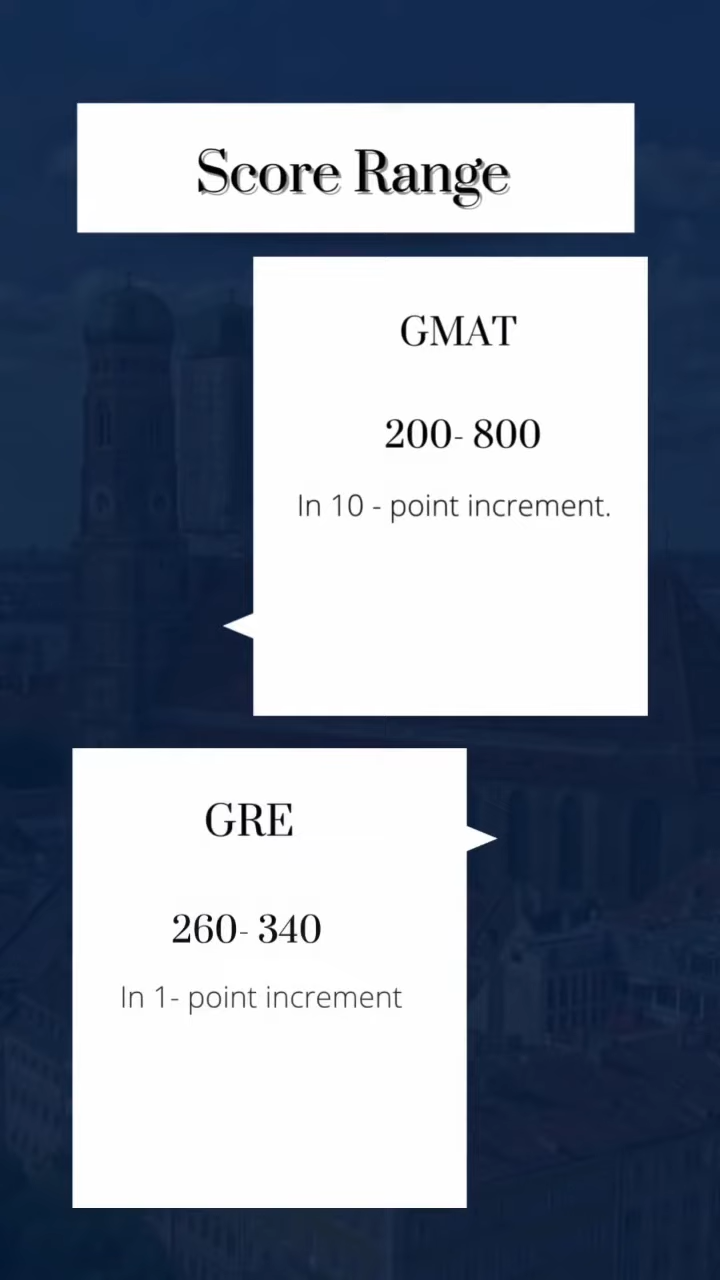 Score Range
GMAT
200- 800
In 10 - point increment.
GRE
260- 340
In 1- point increment